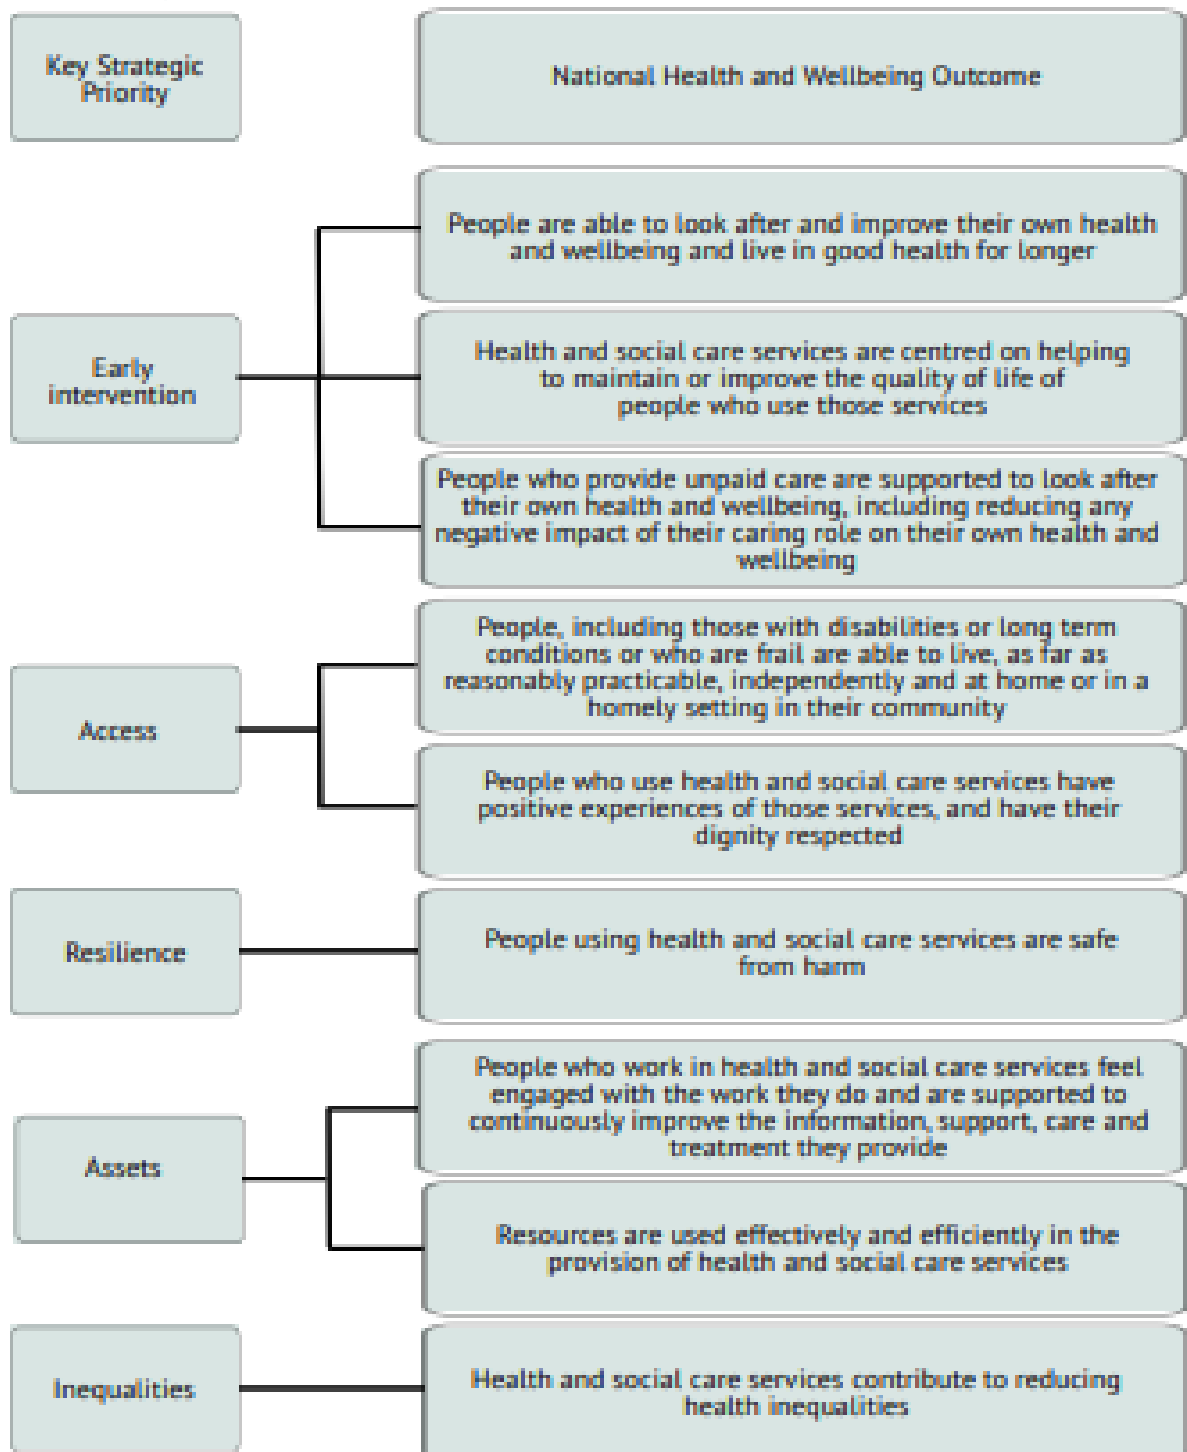 Key Strategic
Priority
National Health and Wellbeing Outcome
Early
intervention
People are able to look after and improve their own health
and wellbeing and live in good health for longer
Health and social care services are centred on helping
to maintain or improve the quality of life of
people who use those services
People who provide unpaid care are supported to look after
their own health and wellbeing, including reducing any
negative impact of their caring role on their own health and
wellbeing
Access
People, including those with disabilities or long term
conditions or who are frail are able to live, as far as
reasonably practicable, independently and at home or in a
homely setting in their community
People who use health and social care services have
positive experiences of those services, and have their
dignity respected
Resilience
People using health and social care services are safe
from harm
Assets
People who work in health and social care services feel
engaged with the work they do and are supported to
continuously improve the information, support, care and
treatment they provide
Resources are used effectively and efficiently in the
provision of health and social care services
Inequalities
Health and social care services contribute to reducing
health inequalities